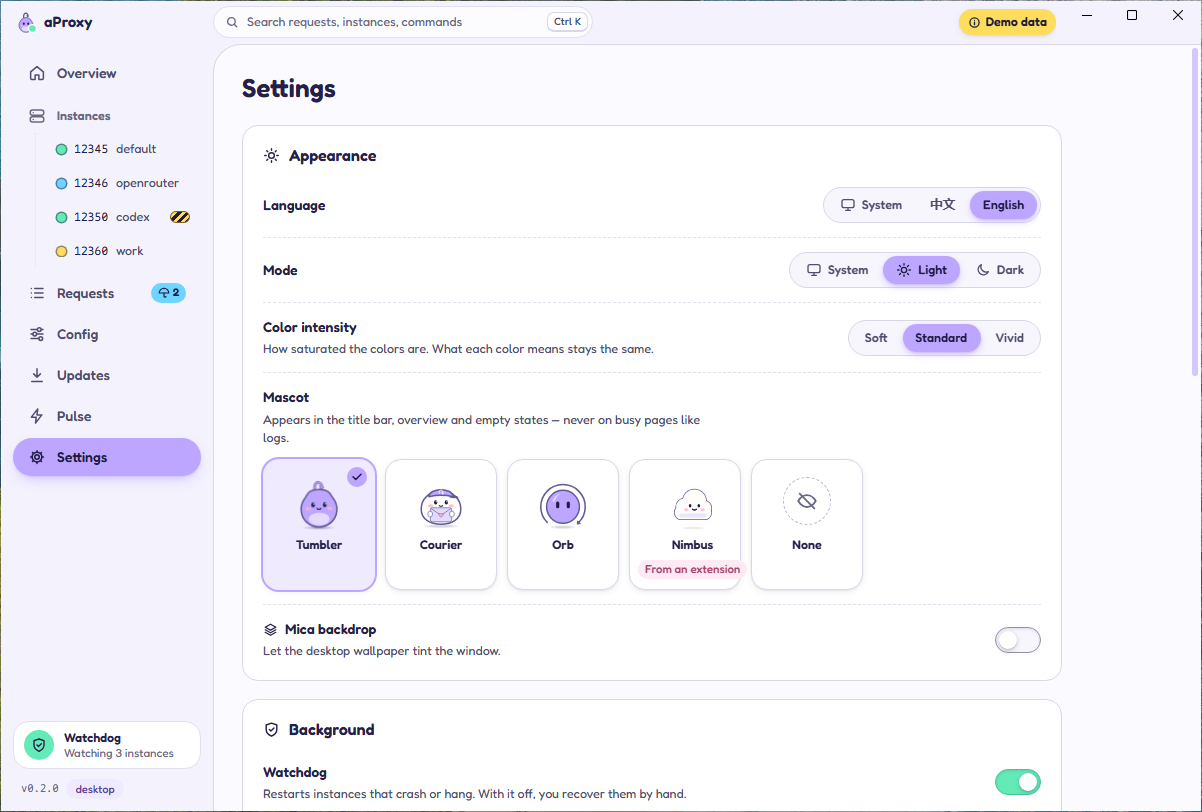 aProxy
Search requests, instances, commands
Ctrl K
Demo data
Overview
Instances
12345 default
12346 openrouter
12350 codex
12360 work
Requests
2
Config
Updates
Pulse
Settings
Watchdog
Watching 3 instances
v0.2.0 desktop
Settings
Appearance
Language
System 中文 English
Mode
System Light Dark
Color intensity
How saturated the colors are. What each color means stays the same.
Soft Standard Vivid
Mascot
Appears in the title bar, overview and empty states — never on busy pages like
logs.
Tumbler Courier Orb Nimbus None
From an extension
Mica backdrop
Let the desktop wallpaper tint the window.
Background
Watchdog
Restarts instances that crash or hang. With it off, you recover them by hand.